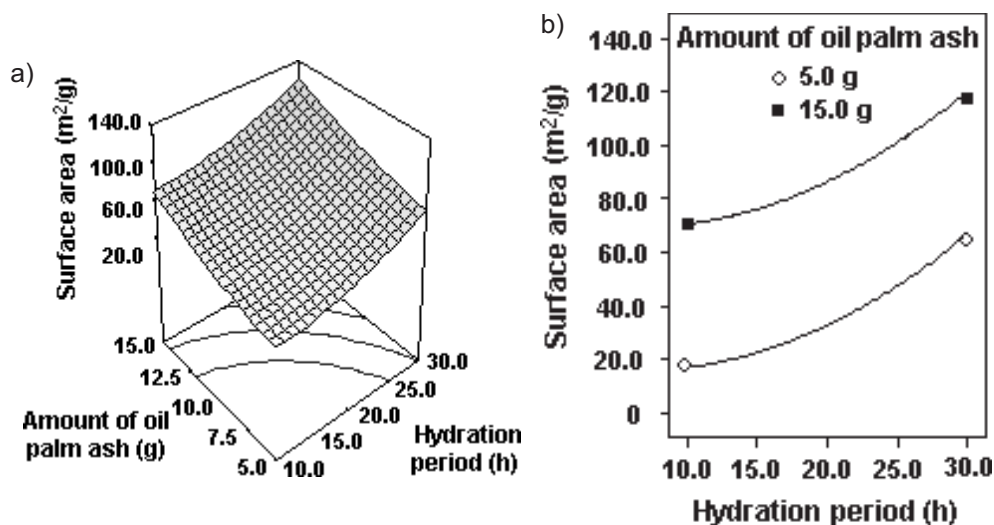 a)
Surface area (m²/g)
140.0
100.0
60.0
20.0
15.0
12.5
10.0
7.5
5.0
Amount of oil
palm ash (g)
10.0
15.0
20.0
25.0
30.0
Hydration
period (h)
b)
Amount of oil palm ash
5.0 g
15.0 g
Surface area (m²/g)
140.0
120.0
100.0
80.0
60.0
40.0
20.0
0
10.0 15.0 20.0 25.0 30.0
Hydration period (h)